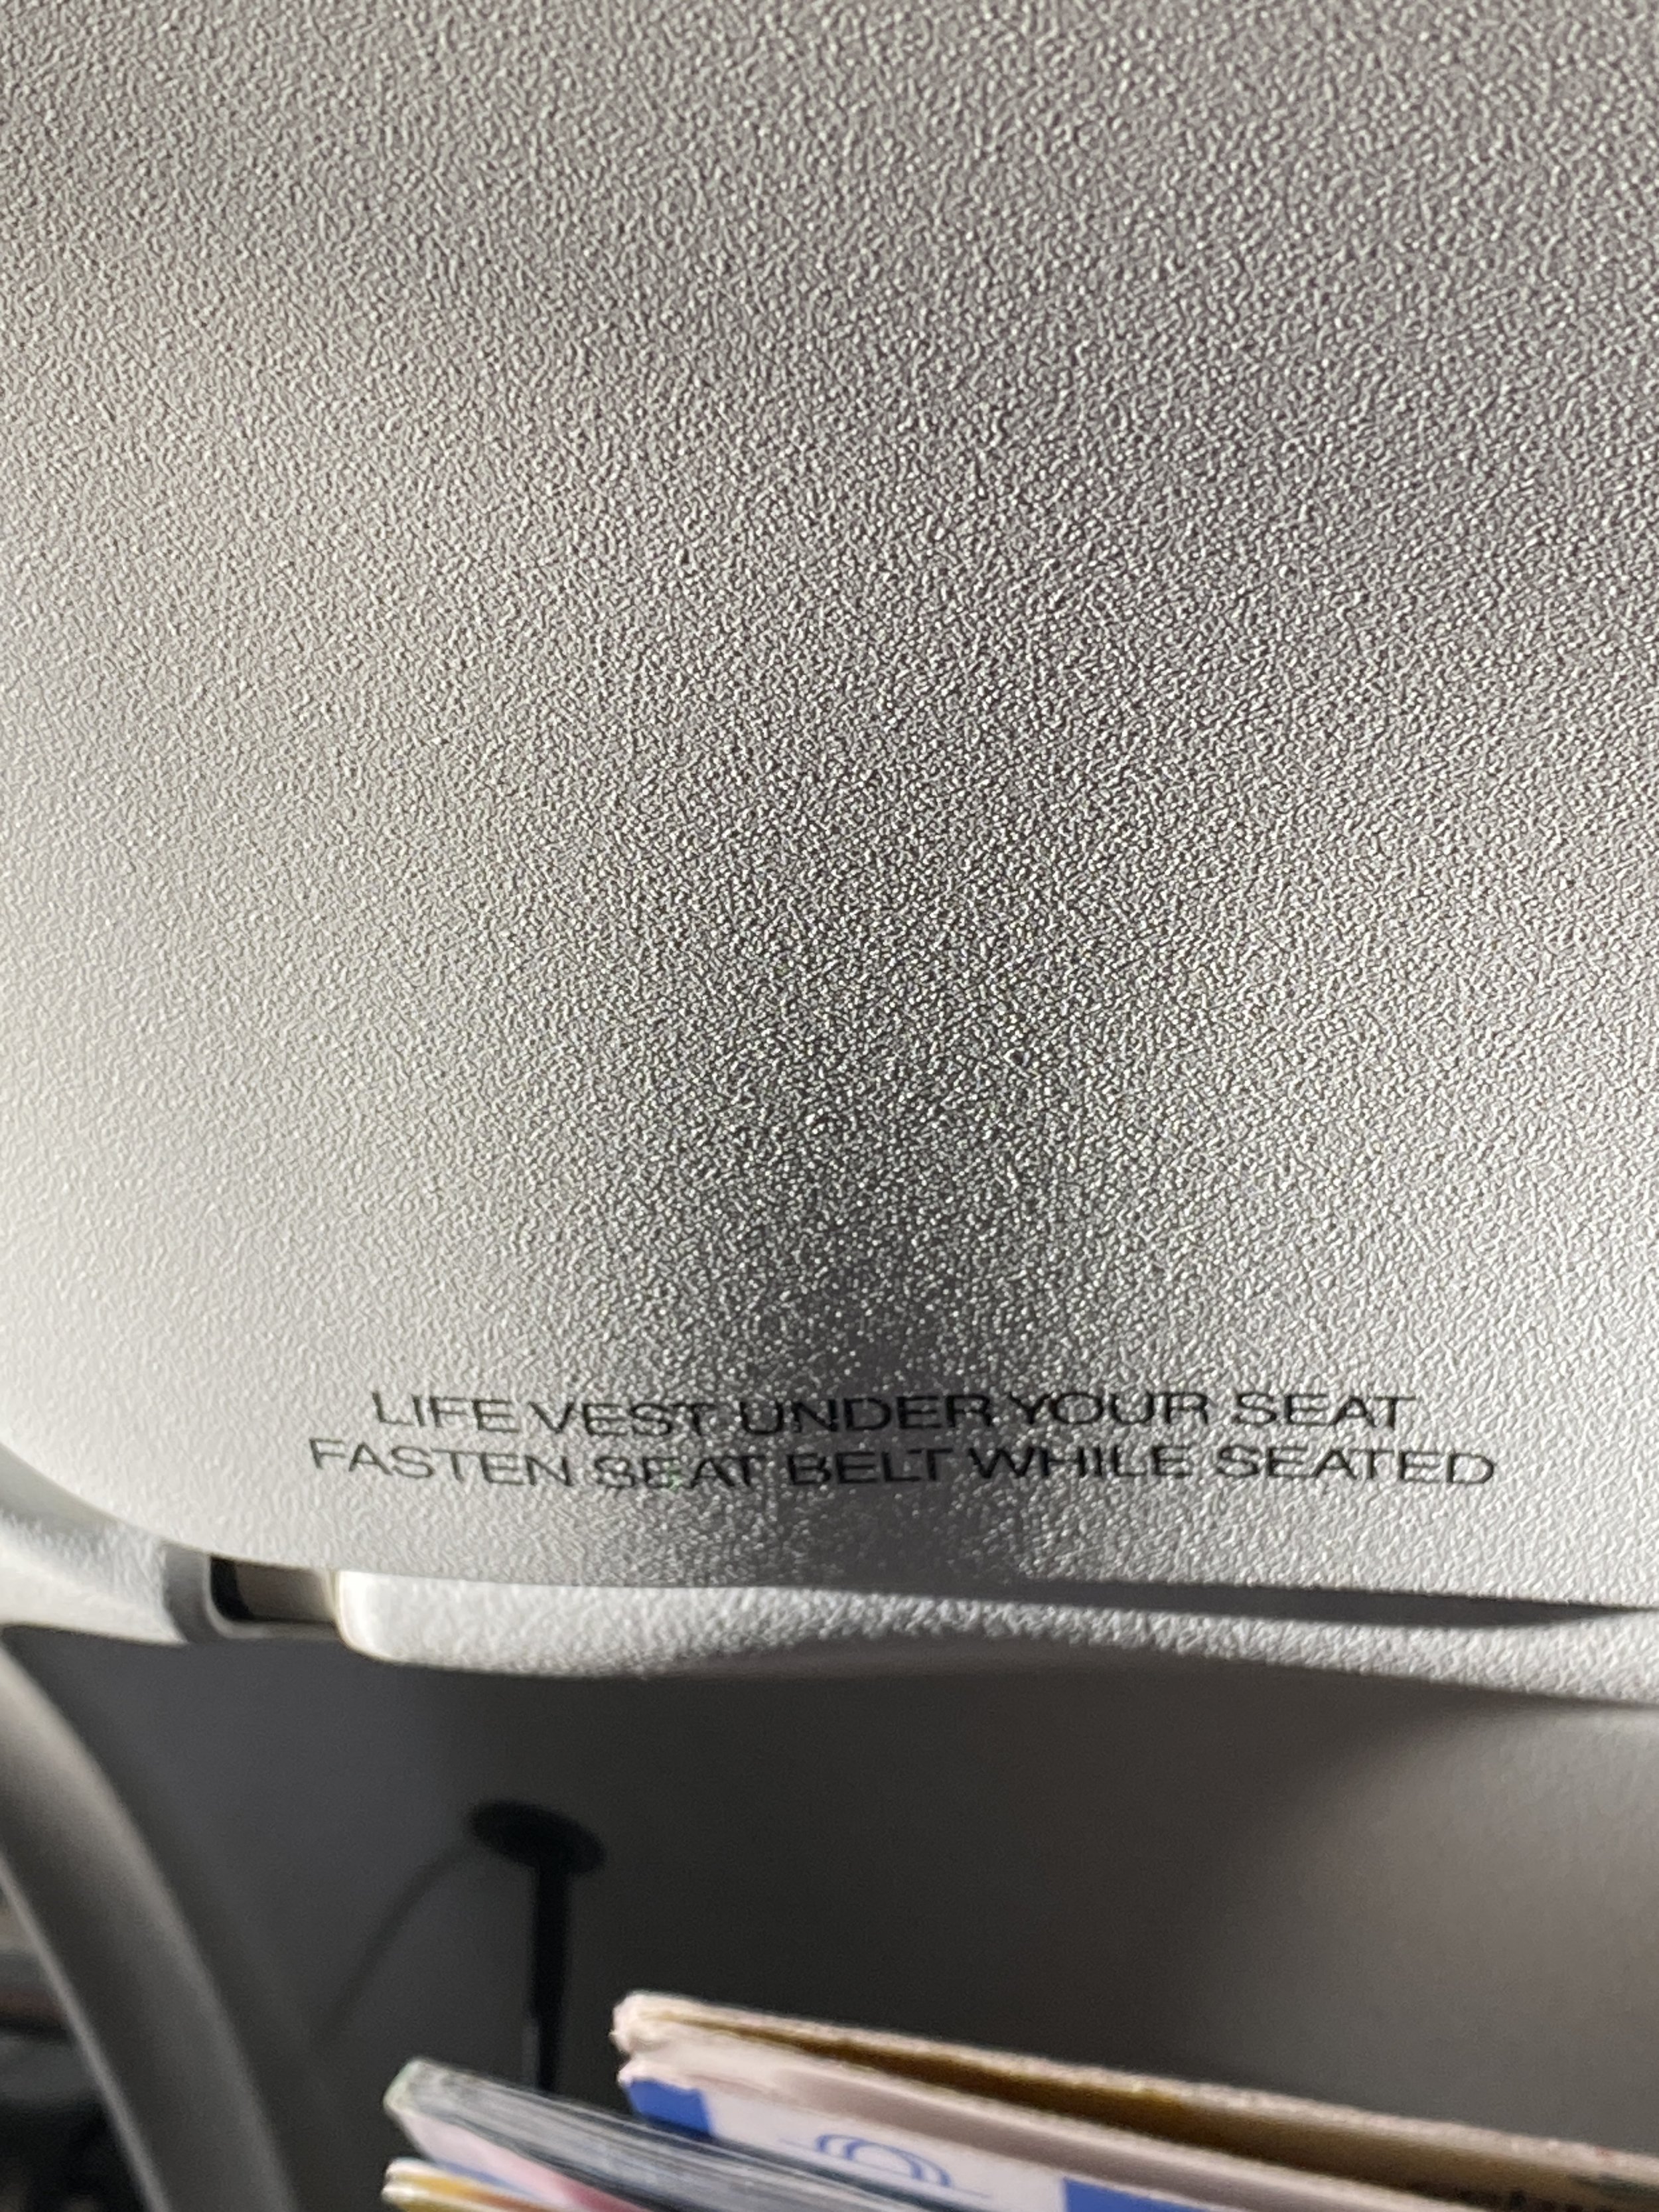 LIFE VEST UNDER YOUR SEAT
FASTEN SEAT BELT WHILE SEATED